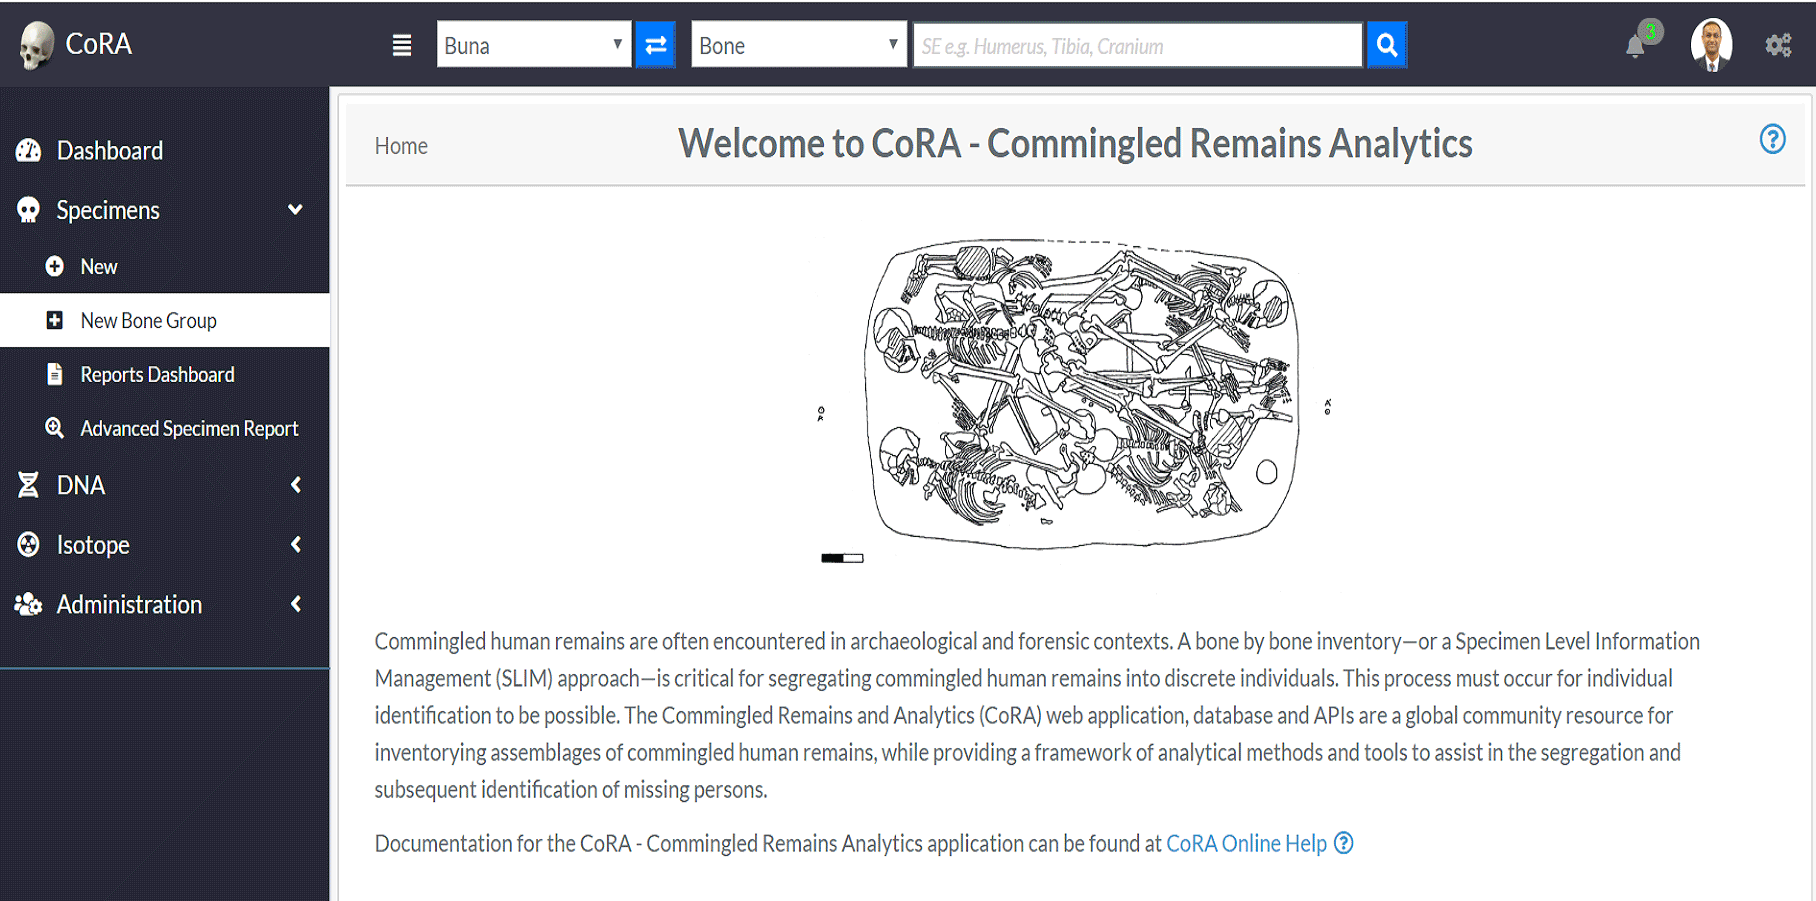 CoRA
Buna
Bone
SE e.g. Humerus, Tibia, Cranium
3
Dashboard
Specimens
New
New Bone Group
Reports Dashboard
Advanced Specimen Report
DNA
Isotope
Administration
Home
Welcome to CoRA - Commingled Remains Analytics
Commingled human remains are often encountered in archaeological and forensic contexts. A bone by bone inventory—or a Specimen Level Information
Management (SLIM) approach—is critical for segregating commingled human remains into discrete individuals. This process must occur for individual
identification to be possible. The Commingled Remains and Analytics (CoRA) web application, database and APIs are a global community resource for
inventorying assemblages of commingled human remains, while providing a framework of analytical methods and tools to assist in the segregation and
subsequent identification of missing persons.
Documentation for the CoRA - Commingled Remains Analytics application can be found at CoRA Online Help